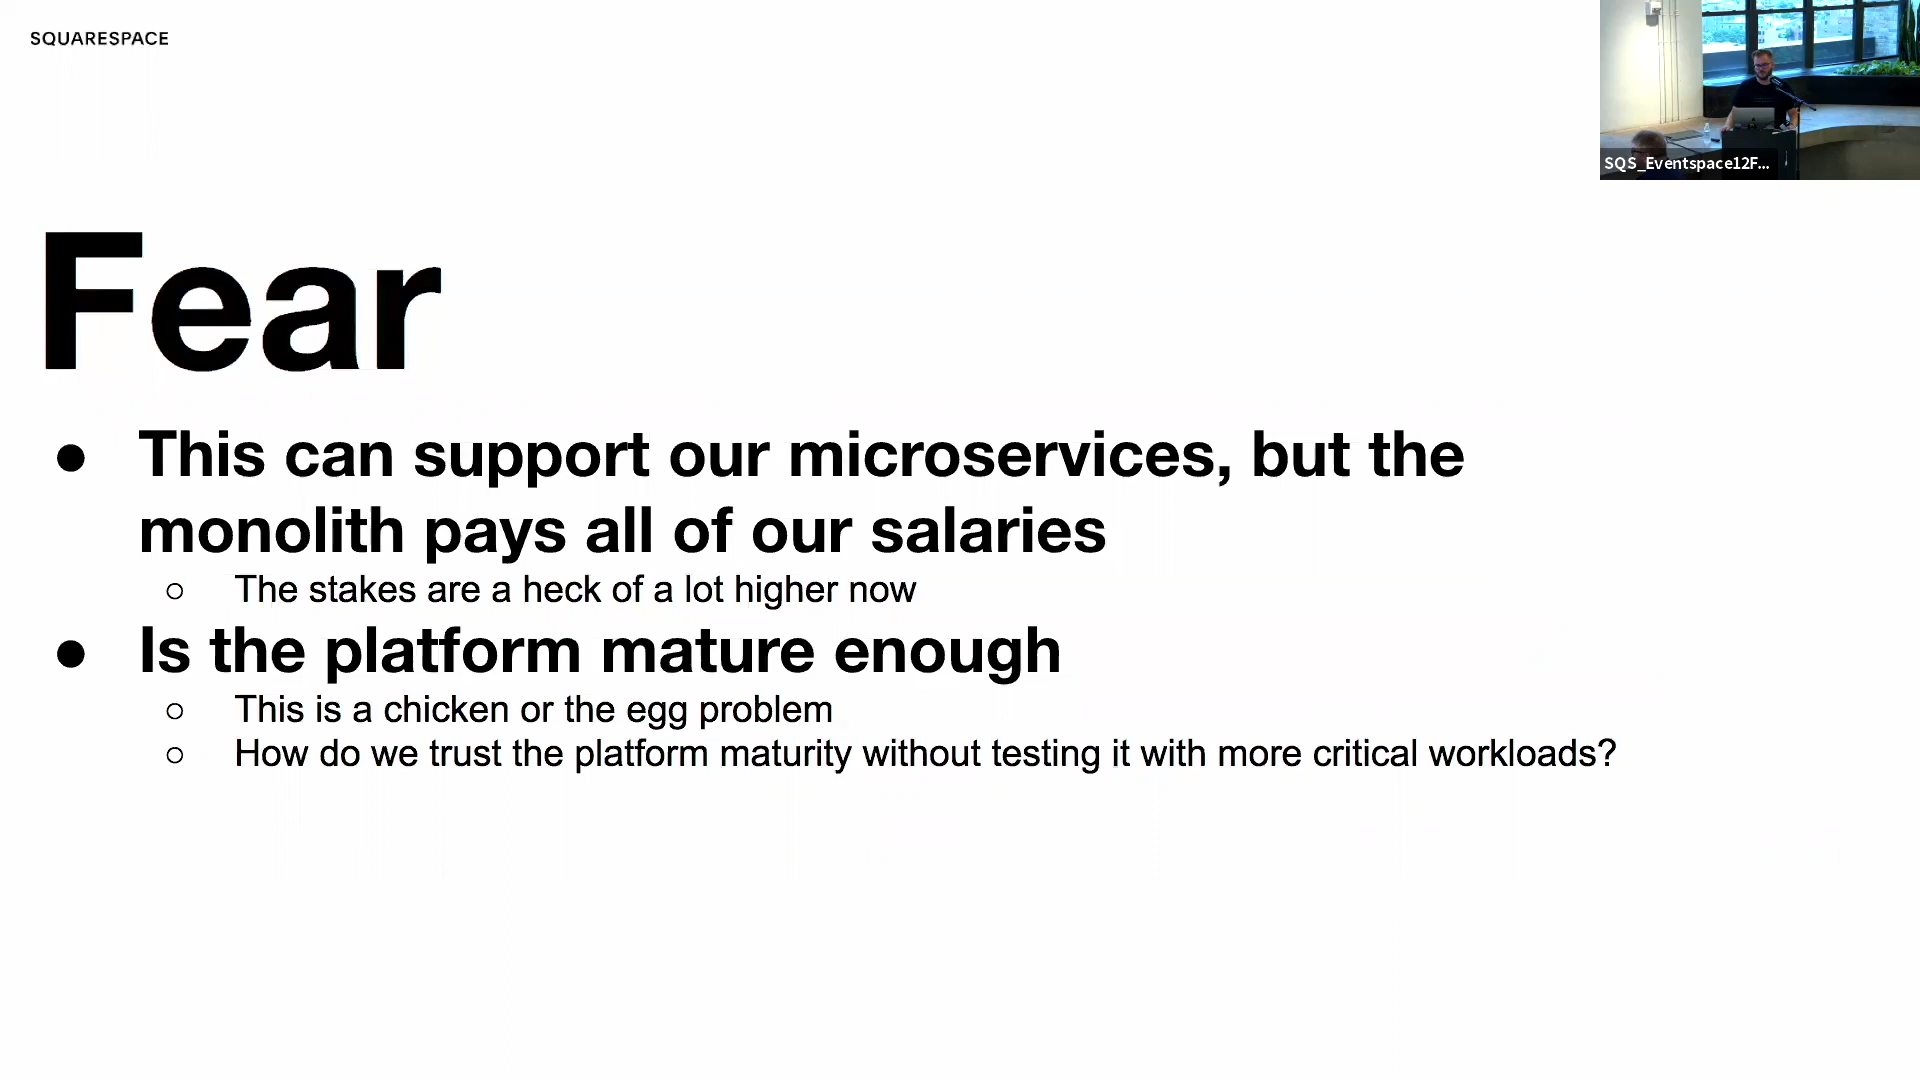 SQUARESPACE
SQS_Eventspace12F...
Fear
● This can support our microservices, but the
monolith pays all of our salaries
○ The stakes are a heck of a lot higher now
● Is the platform mature enough
○ This is a chicken or the egg problem
○ How do we trust the platform maturity without testing it with more critical workloads?